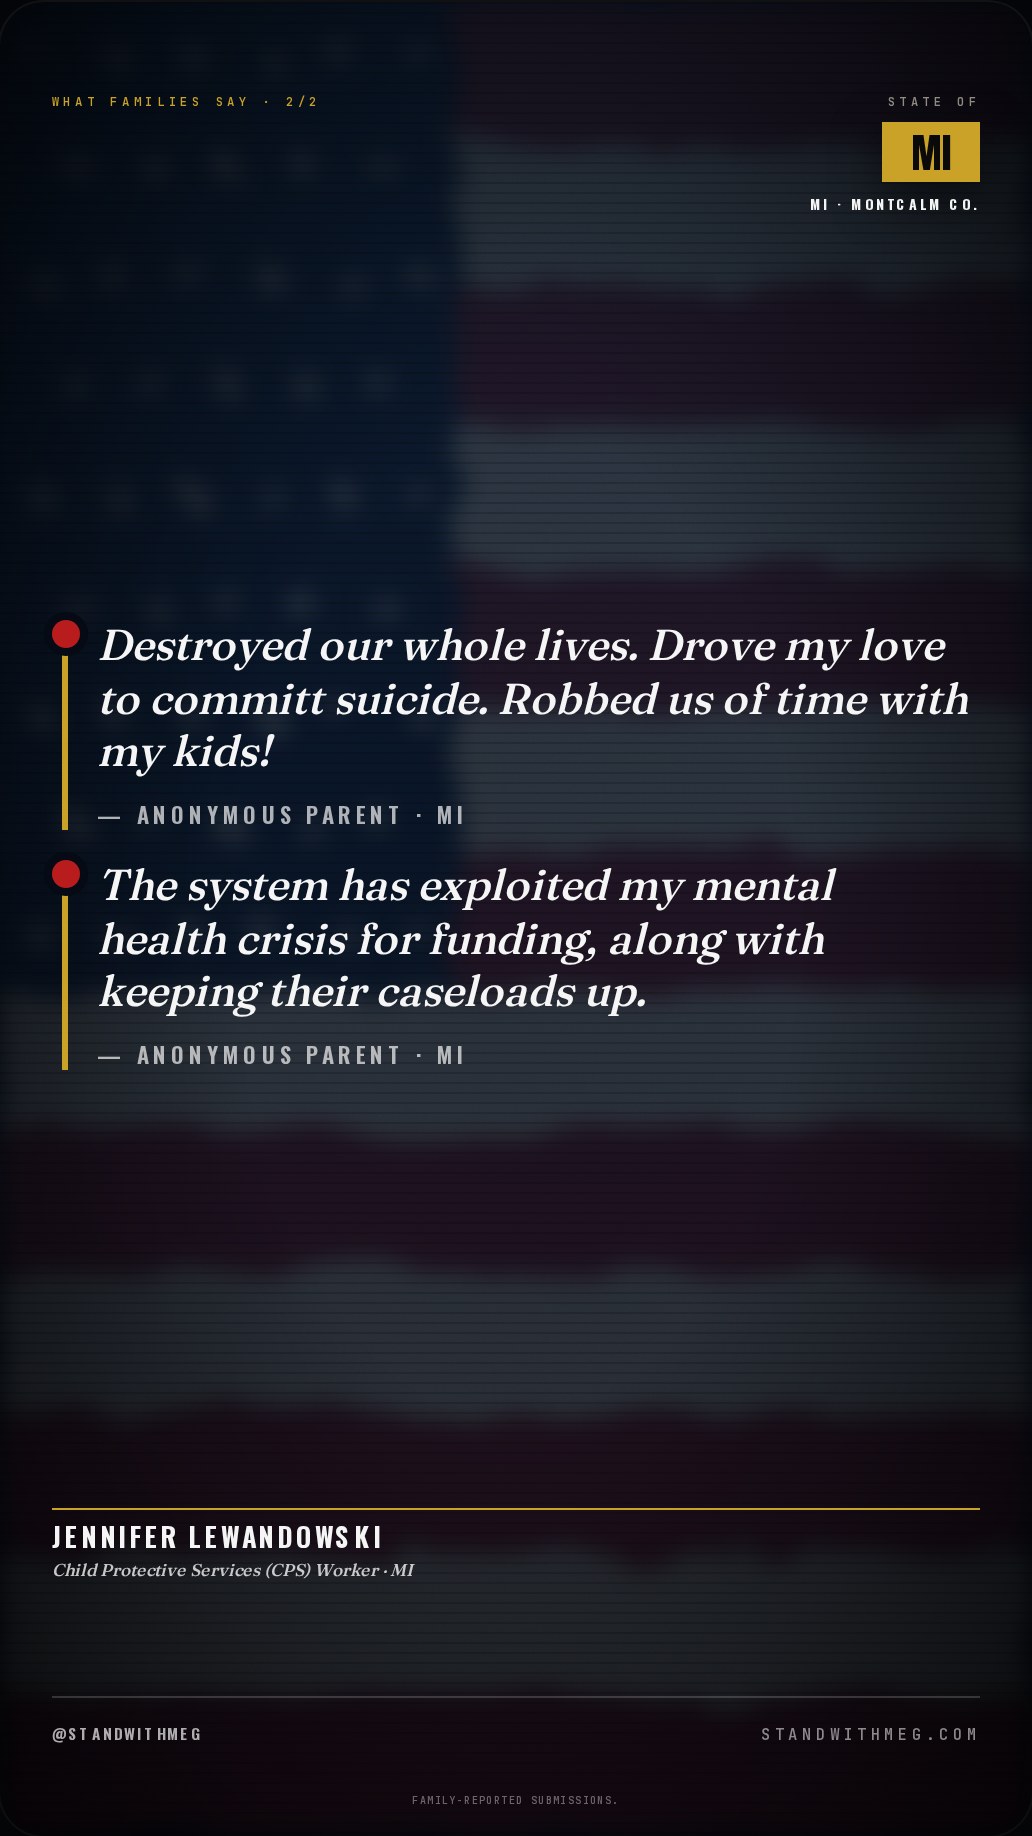 WHAT FAMILIES SAY · 2/2
STATE OF
MI
MI · MONTCALM CO.
Destroyed our whole lives. Drove my love
to committ suicide. Robbed us of time with
my kids!
— ANONYMOUS PARENT · MI
The system has exploited my mental
health crisis for funding, along with
keeping their caseloads up.
— ANONYMOUS PARENT · MI
JENNIFER LEWANDOWSKI
Child Protective Services (CPS) Worker · MI
@STANDWITHMEG
STANDWITHMEG.COM
FAMILY-REPORTED SUBMISSIONS.